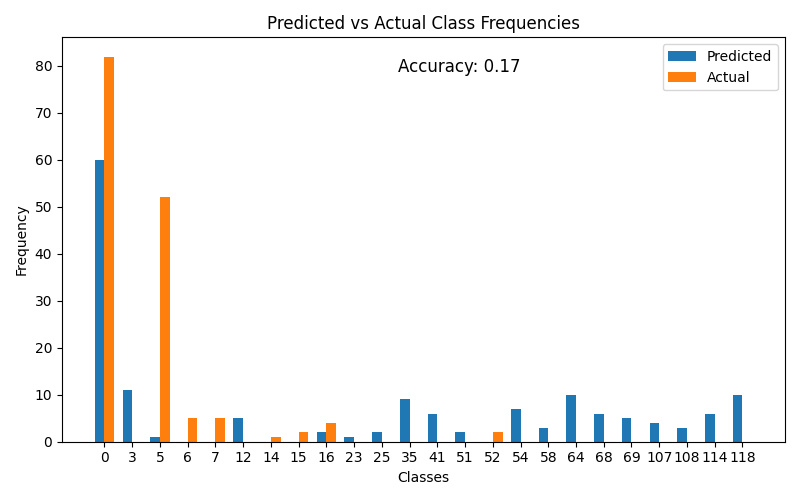 Predicted vs Actual Class Frequencies
Accuracy: 0.17
Predicted
Actual
Frequency
80
70
60
50
40
30
20
10
0
0 3 5 6 7 12 14 15 16 23 25 35 41 51 52 54 58 64 68 69 107 108 114 118
Classes